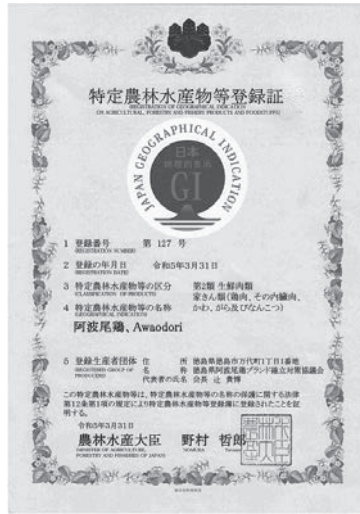 特定農林水産物等登録証
(REGISTRATION OF GEOGRAPHICAL INDICATION
ON AGRICULTURAL, FORESTRY AND FISHERY PRODUCTS AND FOODSTUFFS)
JAPAN GEOGRAPHICAL INDICATION
日本
地理的表示
GI
1 登録番号 第 127 号
(REGISTRATION NUMBER)
2 登録の年月日 令和5年3月31日
(REGISTRATION DATE)
3 特定農林水産物等の区分 第2類 生鮮肉類
(CLASSIFICATION OF PRODUCTS) 家きん類(鶏肉、その内臓肉、
4 特定農林水産物等の名称 かわ、がら及びなんこつ)
(GEOGRAPHICAL INDICATION)
阿波尾鶏、Awaodori
5 登録生産者団体 住 所 徳島県徳島市万代町1丁目1番地
(REGISTERED GROUP OF 名 称 徳島県阿波尾鶏ブランド確立対策協議会
PRODUCERS) 代表者の氏名 会長 辻 貴博
この特定農林水産物等は、特定農林水産物等の名称の保護に関する法律
第12条第1項の規定により特定農林水産物等登録簿に登録されたことを証
明する。
令和5年3月31日
農林水産大臣 野村 哲郎
MINISTER OF AGRICULTURE, NOMURA
FORESTRY AND FISHERIES OF JAPAN